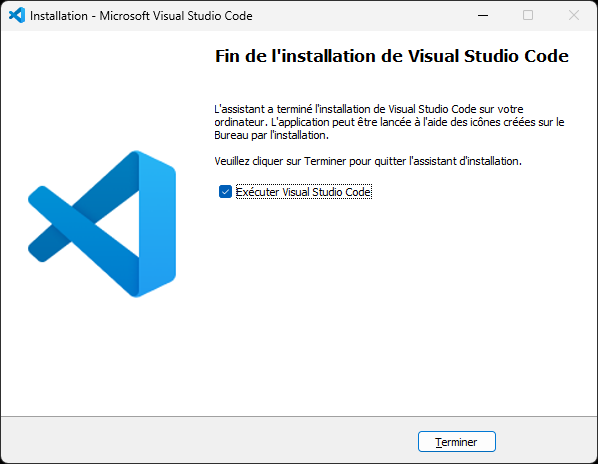 Installation - Microsoft Visual Studio Code
Fin de l'installation de Visual Studio Code
L'assistant a terminé l'installation de Visual Studio Code sur votre
ordinateur. L'application peut être lancée à l'aide des icônes créées sur le
Bureau par l'installation.
Veuillez cliquer sur Terminer pour quitter l'assistant d'installation.
Exécuter Visual Studio Code
Terminer